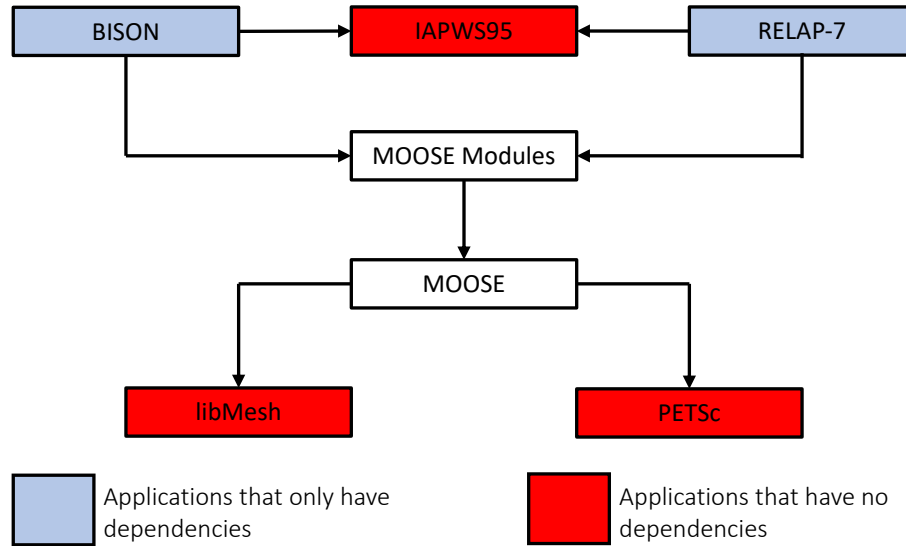 BISON
IAPWS95
RELAP-7
MOOSE Modules
MOOSE
libMesh
PETSc
Applications that only have
dependencies
Applications that have no
dependencies